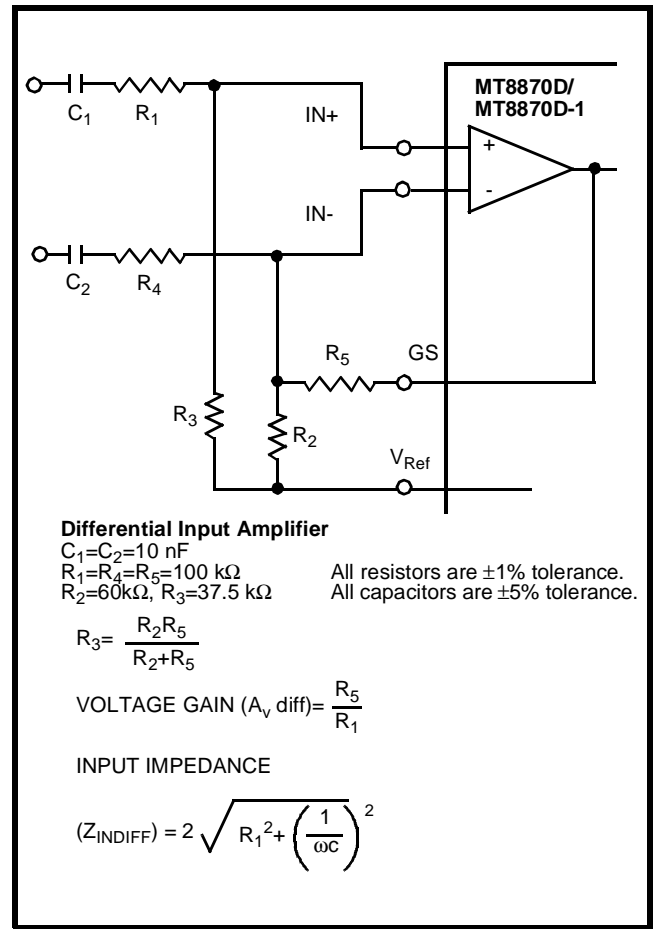 MT8870D/
MT8870D-1
C1 R1 IN+ +
IN- -
C2 R4
R5 GS
R3 R2
VRef
Differential Input Amplifier
C1=C2=10 nF
R1=R4=R5=100 kΩ All resistors are ±1% tolerance.
R2=60kΩ, R3=37.5 kΩ All capacitors are ±5% tolerance.
R3= R2R5
R2+R5
VOLTAGE GAIN (Av diff)= R5
R1
INPUT IMPEDANCE
(ZINDIFF) = 2 √ R1²+ (1
ωc)²